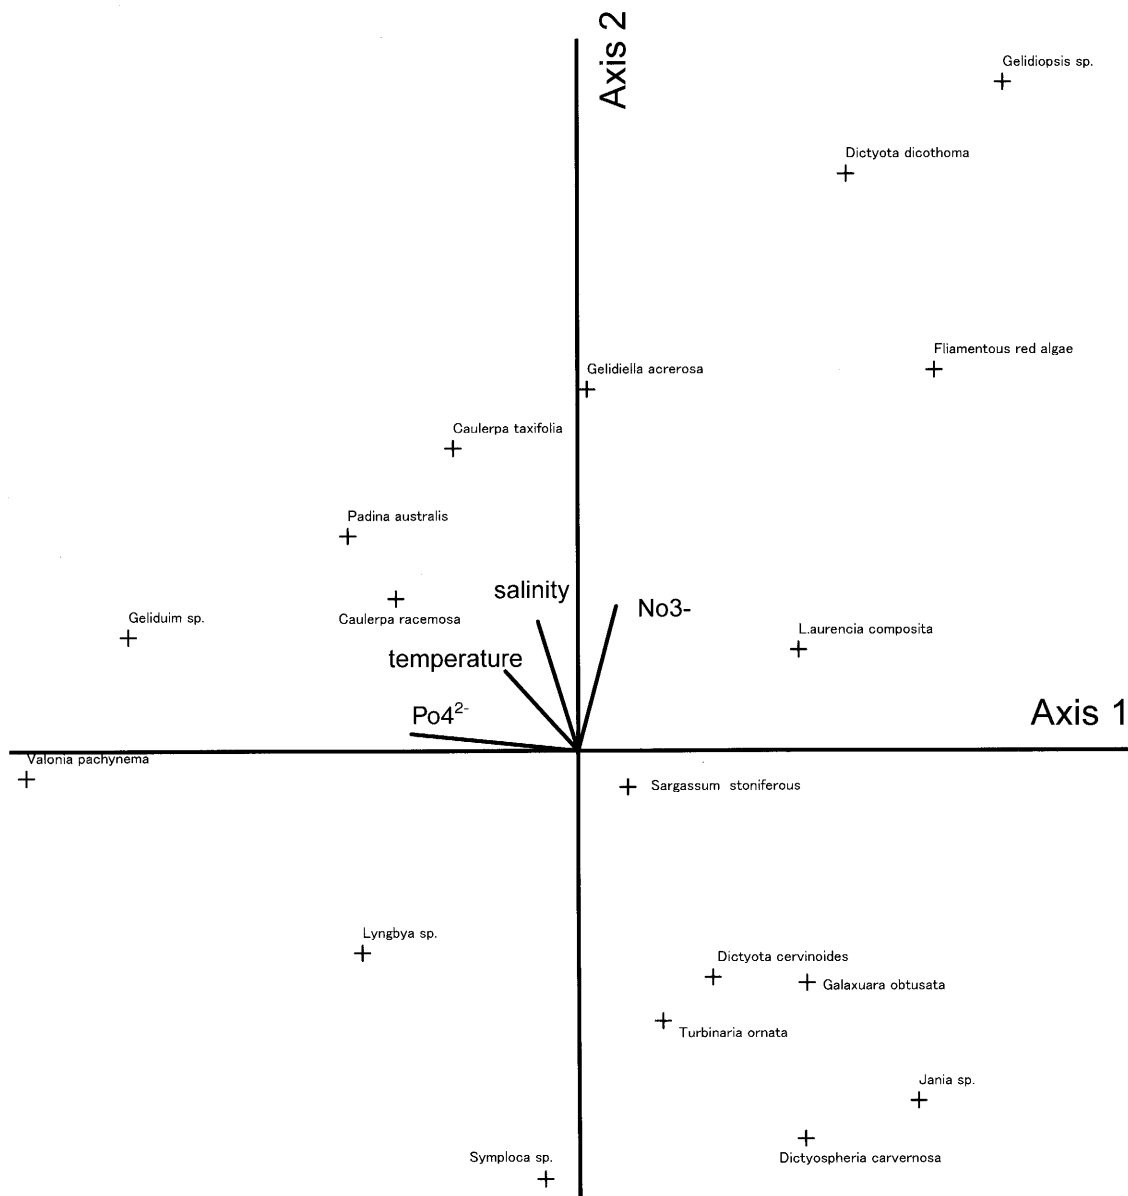 Axis 2
Gelidiopsis sp.
Dictyota dicothoma
Fliamentous red algae
Gelidiella acrerosa
Caulerpa taxifolia
Padina australis
salinity
No3-
Caulerpa racemosa
Geliduim sp.
L.aurencia composita
temperature
Po4²⁻
Axis 1
Valonia pachynema
Sargassum stoniferous
Lyngbya sp.
Dictyota cervinoides
Galaxuara obtusata
Turbinaria ornata
Jania sp.
Symploca sp.
Dictyospheria carvernosa